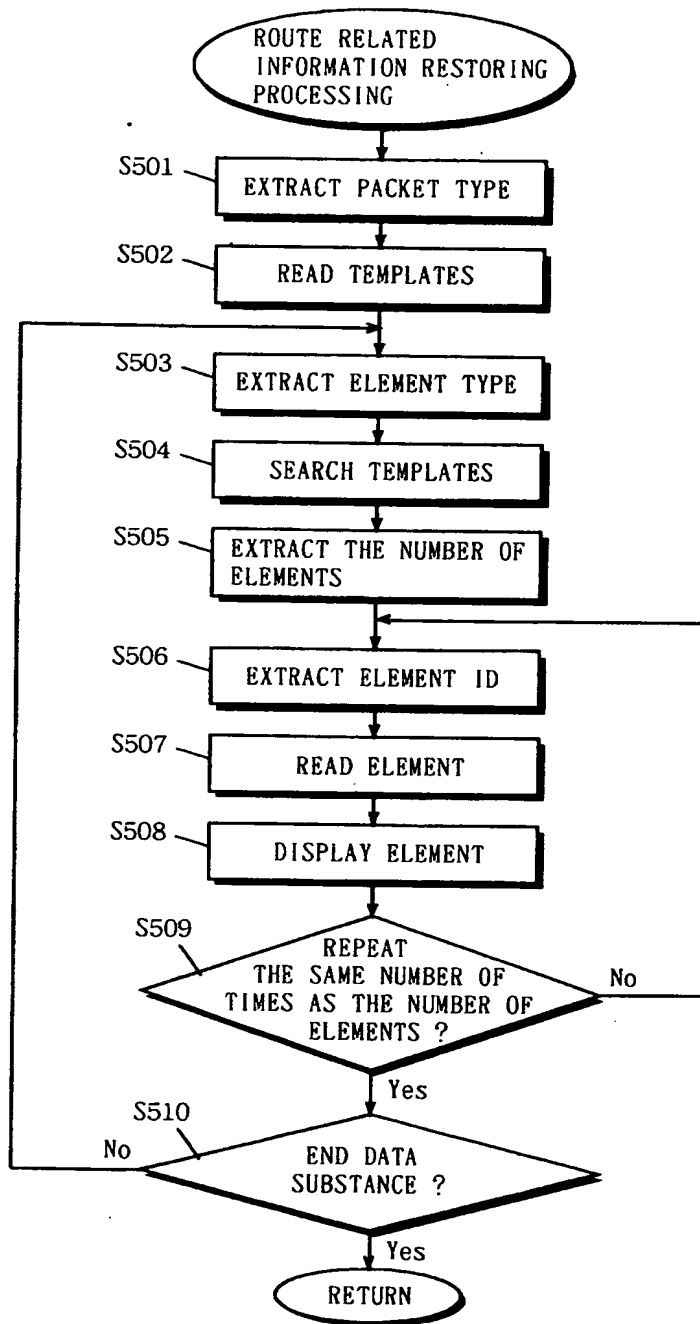 ROUTE RELATED
INFORMATION RESTORING
PROCESSING
S501
EXTRACT PACKET TYPE
S502
READ TEMPLATES
S503
EXTRACT ELEMENT TYPE
S504
SEARCH TEMPLATES
S505
EXTRACT THE NUMBER OF
ELEMENTS
S506
EXTRACT ELEMENT ID
S507
READ ELEMENT
S508
DISPLAY ELEMENT
S509
REPEAT
THE SAME NUMBER OF
TIMES AS THE NUMBER OF
ELEMENTS ?
No
Yes
S510
No
END DATA
SUBSTANCE ?
Yes
RETURN